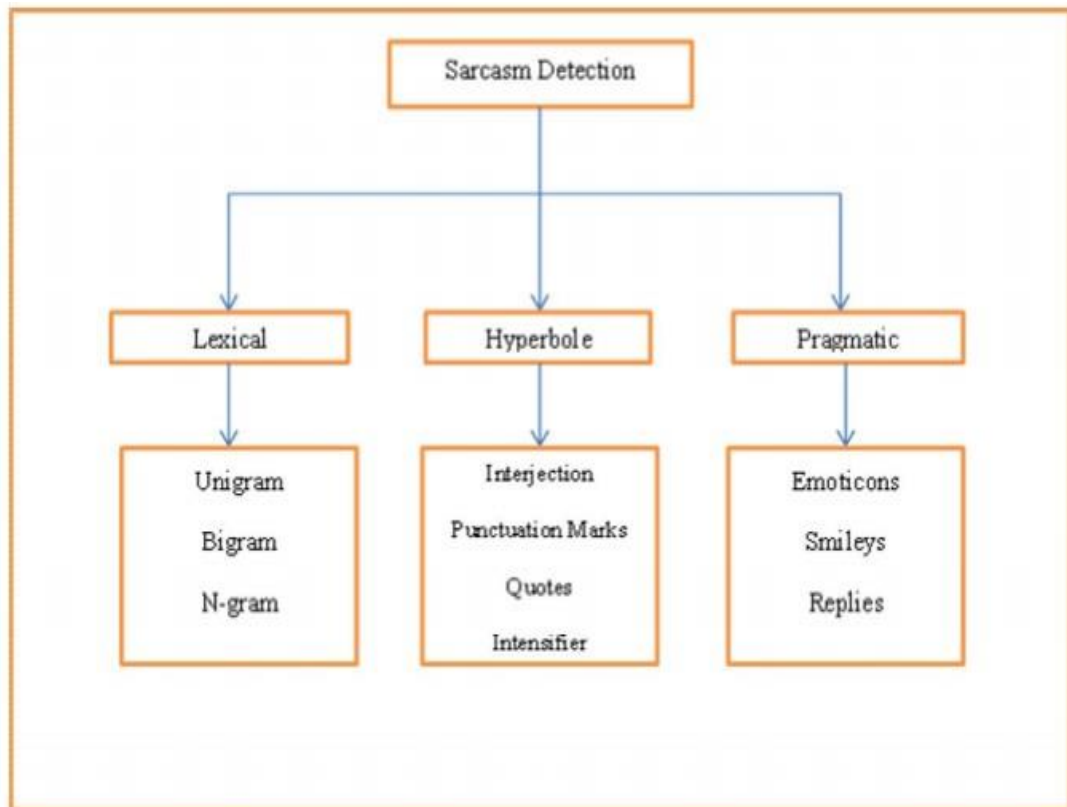 Sarcasm Detection
Lexical
Hyperbole
Pragmatic
Unigram
Bigram
N-gram
Interjection
Punctuation Marks
Quotes
Intensifier
Emoticons
Smileys
Replies